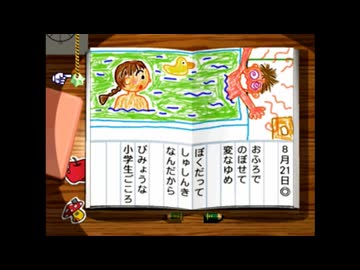 8月21日◎
おふろで
のぼせて
変なゆめ
ぼくだって
ししゅんき
なんだから
びみょうな
小学生ごころ